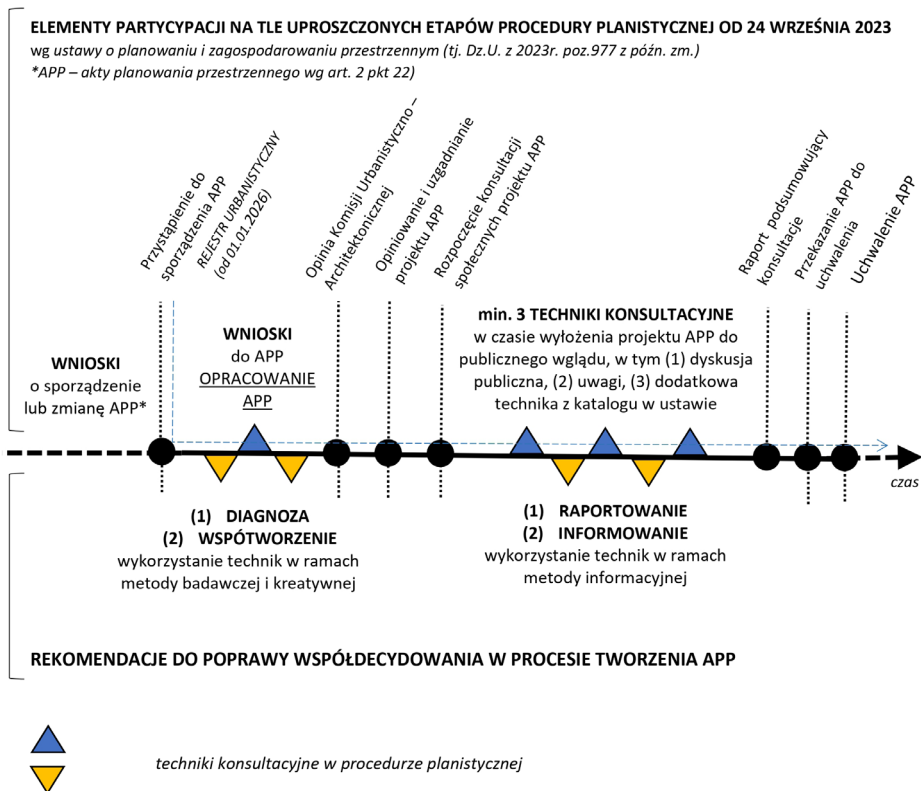 ELEMENTY PARTYCYPACJI NA TLE UPROSZCZONYCH ETAPÓW PROCEDURY PLANISTYCZNEJ OD 24 WRZEŚNIA 2023
wg ustawy o planowaniu i zagospodarowaniu przestrzennym (tj. Dz.U. z 2023r. poz.977 z późn. zm.)
*APP – akty planowania przestrzennego wg art. 2 pkt 22)
Przystąpienie do
sporządzenia APP
REJESTR URBANISTYCZNY
(od 01.01.2026)
Opinia Komisji Urbanistyczno –
Architektonicznej
Opiniowanie i uzgadnianie
projektu APP
Rozpoczęcie konsultacji
społecznych projektu APP
Raport podsumowujący
konsultacje
Przekazanie APP do
uchwalenia
Uchwalenie APP
WNIOSKI
o sporządzenie
lub zmianę APP*
WNIOSKI
do APP
OPRACOWANIE
APP
min. 3 TECHNIKI KONSULTACYJNE
w czasie wyłożenia projektu APP do
publicznego wglądu, w tym (1) dyskusja
publiczna, (2) uwagi, (3) dodatkowa
technika z katalogu w ustawie
czas
(1) DIAGNOZA
(2) WSPÓTWORZENIE
wykorzystanie technik w ramach
metody badawczej i kreatywnej
(1) RAPORTOWANIE
(2) INFORMOWANIE
wykorzystanie technik w ramach
metody informacyjnej
REKOMENDACJE DO POPRAWY WSPÓŁDECYDOWANIA W PROCESIE TWORZENIA APP
techniki konsultacyjne w procedurze planistycznej